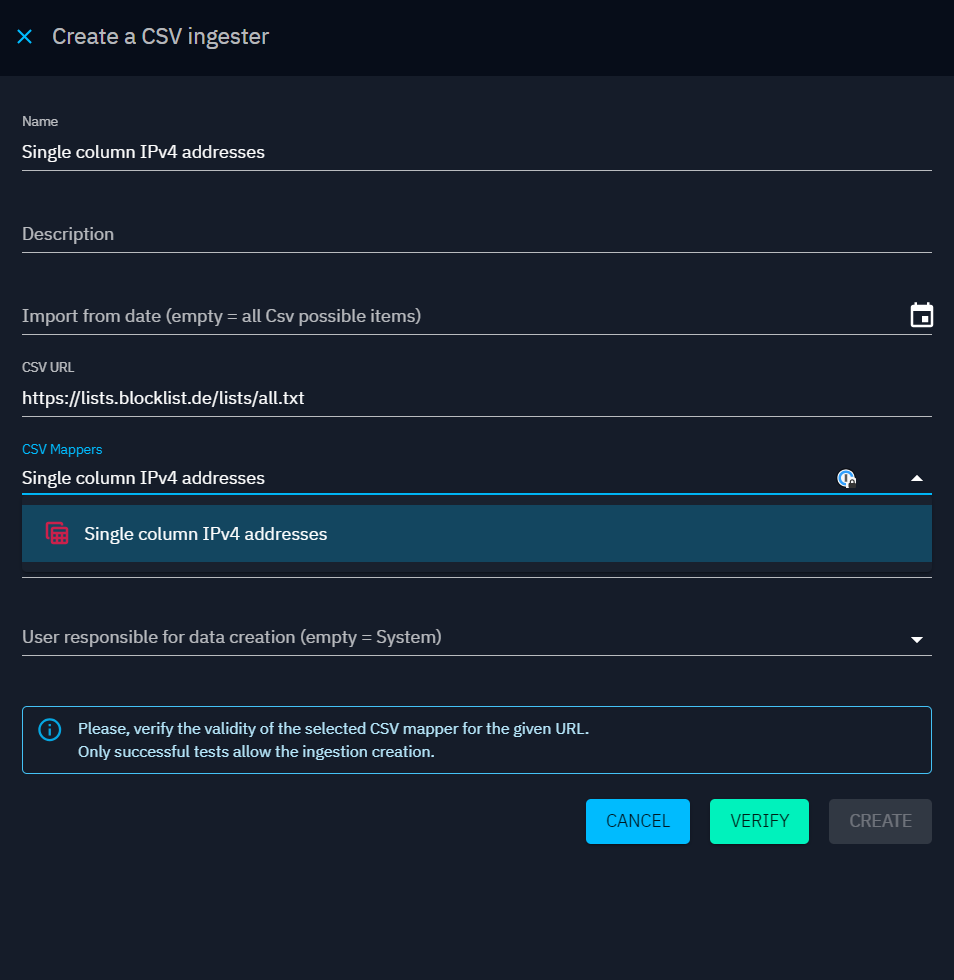 Create a CSV ingester
Name
Single column IPv4 addresses
Description
Import from date (empty = all Csv possible items)
CSV URL
https://lists.blocklist.de/lists/all.txt
CSV Mappers
Single column IPv4 addresses
Single column IPv4 addresses
User responsible for data creation (empty = System)
Please, verify the validity of the selected CSV mapper for the given URL.
Only successful tests allow the ingestion creation.
CANCEL VERIFY CREATE